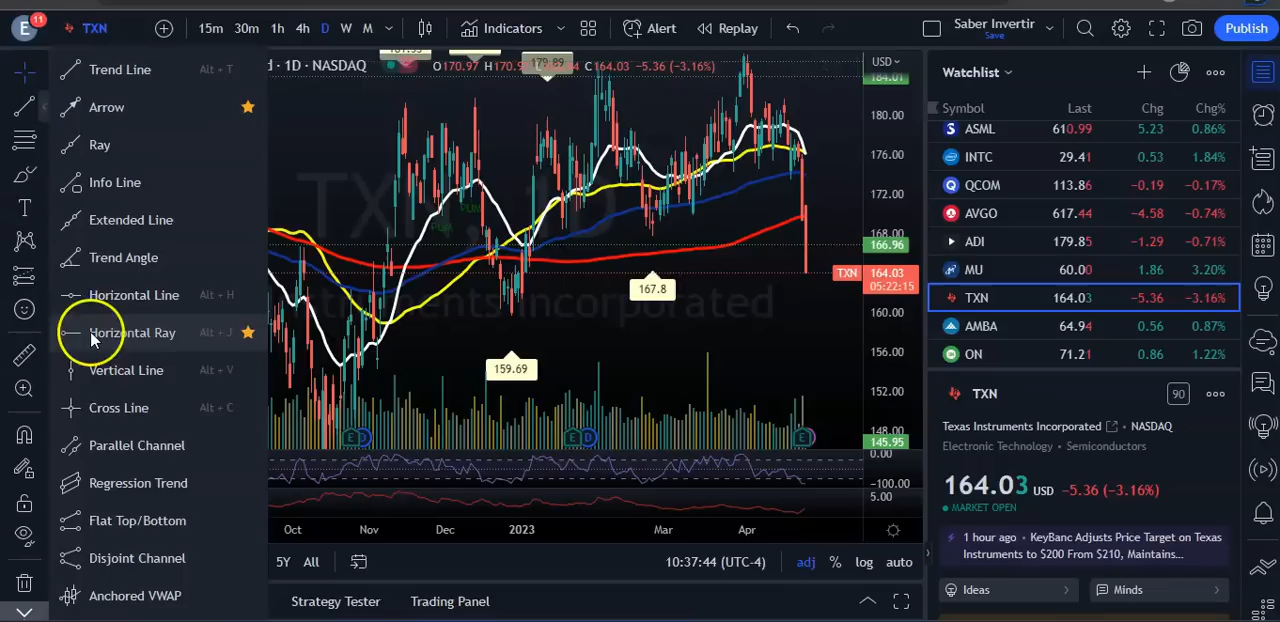 E 11 TXN 15m 30m 1h 4h D W M Indicators Alert Replay Saber Invertir Publish
Save
Trend Line Alt + T
Arrow
Ray
Info Line
Extended Line
Trend Angle
Horizontal Line Alt + H
Horizontal Ray Alt + J
Vertical Line Alt + V
Cross Line Alt + C
Parallel Channel
Regression Trend
Flat Top/Bottom
Disjoint Channel
Anchored VWAP
1D · NASDAQ
179.89
−5.36 (−3.16%)
USD
184.01
180.00
176.00
172.00
168.00
166.96
TXN 164.03
05:22:15
160.00
156.00
152.00
148.00
145.95
0.00
−100.00
5.00
167.8
159.69
E D E D E
Oct Nov Dec 2023 Mar Apr
5Y All 10:37:44 (UTC-4) adj % log auto
Strategy Tester Trading Panel
Watchlist
Symbol Last Chg Chg%
ASML 610.99 5.23 0.86%
INTC 29.41 0.53 1.84%
QCOM 113.86 −0.19 −0.17%
AVGO 617.44 −4.58 −0.74%
ADI 179.85 −1.29 −0.71%
MU 60.00 1.86 3.20%
TXN 164.03 −5.36 −3.16%
AMBA 64.94 0.56 0.87%
ON 71.21 0.86 1.22%
TXN 90
Texas Instruments Incorporated • NASDAQ
Electronic Technology • Semiconductors
164.03 USD −5.36 (−3.16%)
MARKET OPEN
1 hour ago • KeyBanc Adjusts Price Target on Texas
Instruments to $200 From $210, Maintains...
Ideas Minds